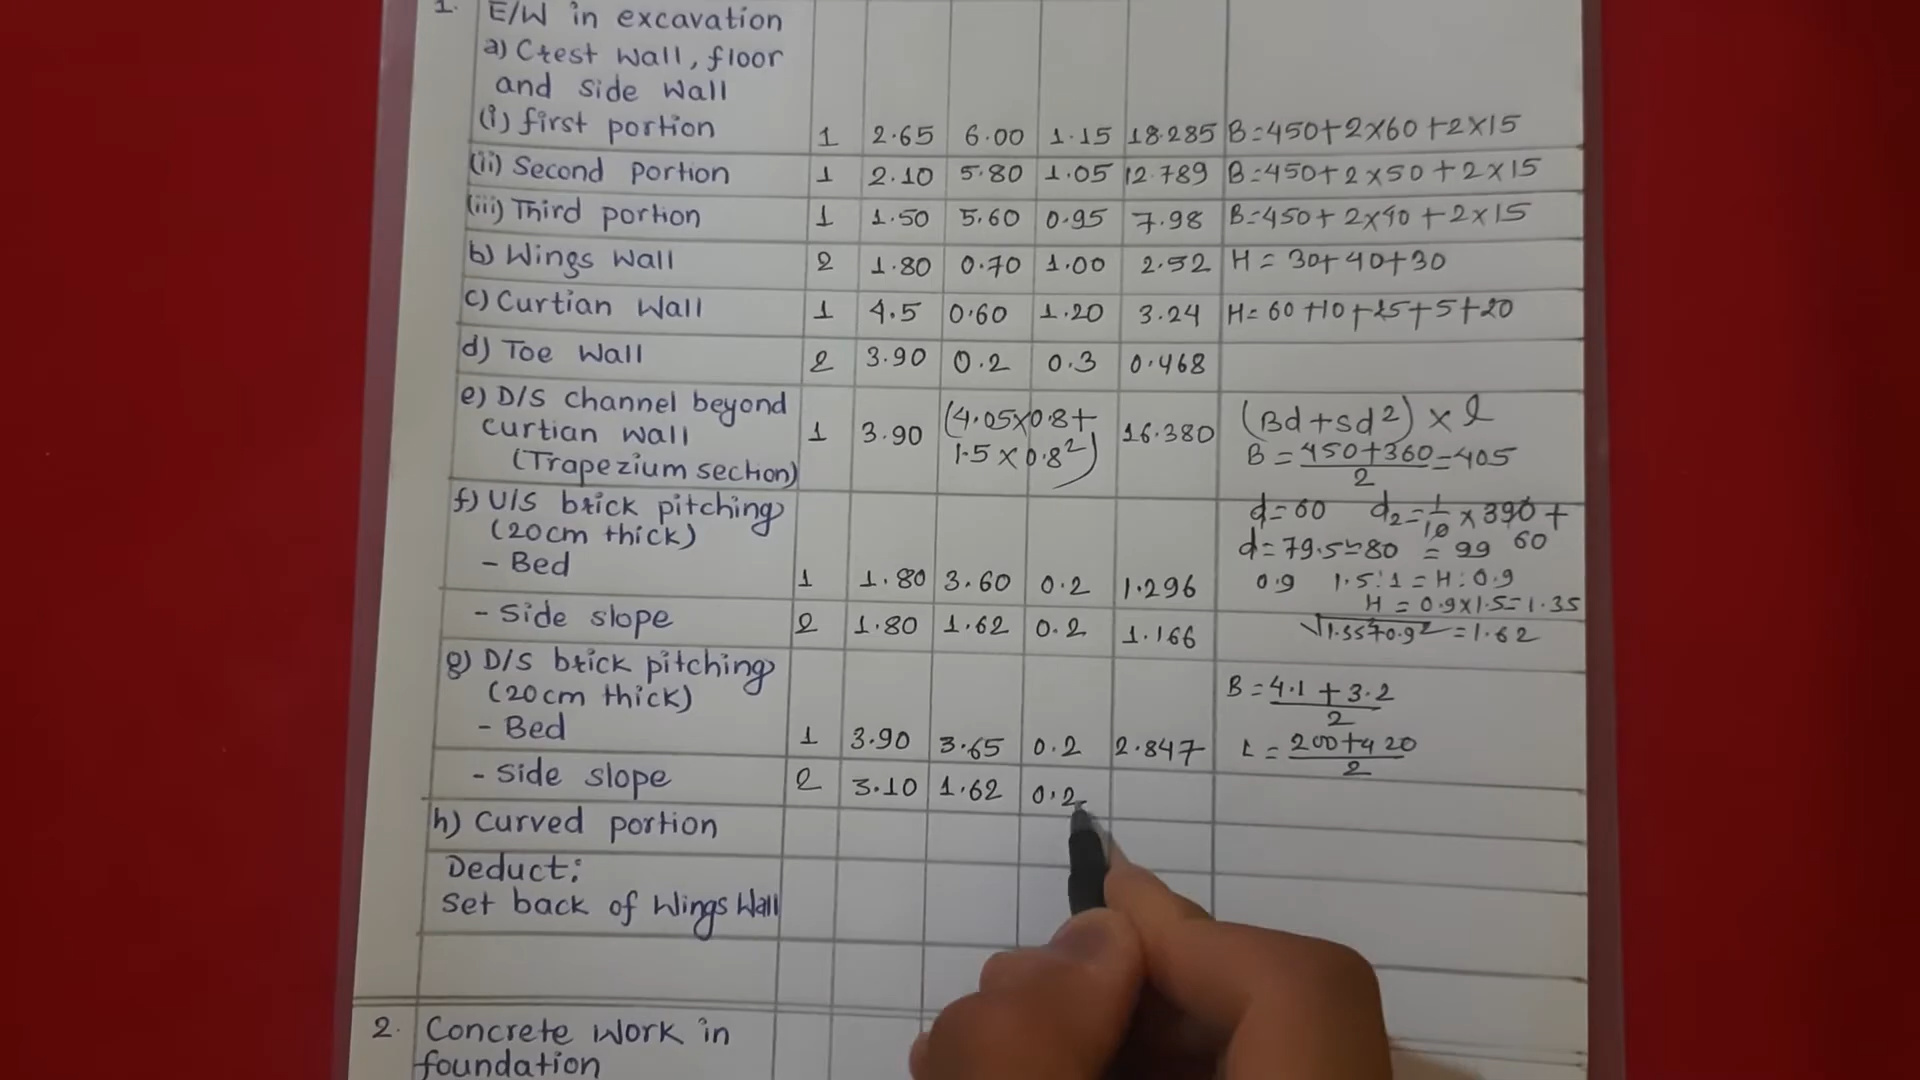 1. E/W in excavation
a) Crest Wall, floor
and Side Wall
(i) first portion 1 2.65 6.00 1.15 18.285 B=450+2×60+2×15
(ii) Second portion 1 2.10 5.80 1.05 12.789 B=450+2×50+2×15
(iii) Third portion 1 1.50 5.60 0.95 7.98 B=450+2×40+2×15
b) Wings Wall 2 1.80 0.70 1.00 2.52 H = 30+40+30
c) Curtian Wall 1 4.5 0.60 1.20 3.24 H= 60+10+25+5+20
d) Toe Wall 2 3.90 0.2 0.3 0.468
e) D/S Channel beyond (4.05×0.8+ (Bd+sd²) × l
curtian wall 1 3.90 1.5×0.8²) 16.380 B = 450+360 = 405
(Trapezium section) 2
f) U/S brick pitching d=60 d₂=1/10 × 390 +
(20cm thick) d=79.5≃80 = 99 60
- Bed 1 1.80 3.60 0.2 1.296 0.9 1.5:1 = H:0.9
H = 0.9×1.5=1.35
- Side slope 2 1.80 1.62 0.2 1.166 √1.35²+0.9² = 1.62
g) D/S brick pitching B = 4.1 + 3.2
(20cm thick) 2
- Bed 1 3.90 3.65 0.2 2.847 L = 200+420
2
- Side slope 2 3.10 1.62 0.2
h) Curved portion
Deduct:
Set back of Wings Wall
2. Concrete Work in
foundation